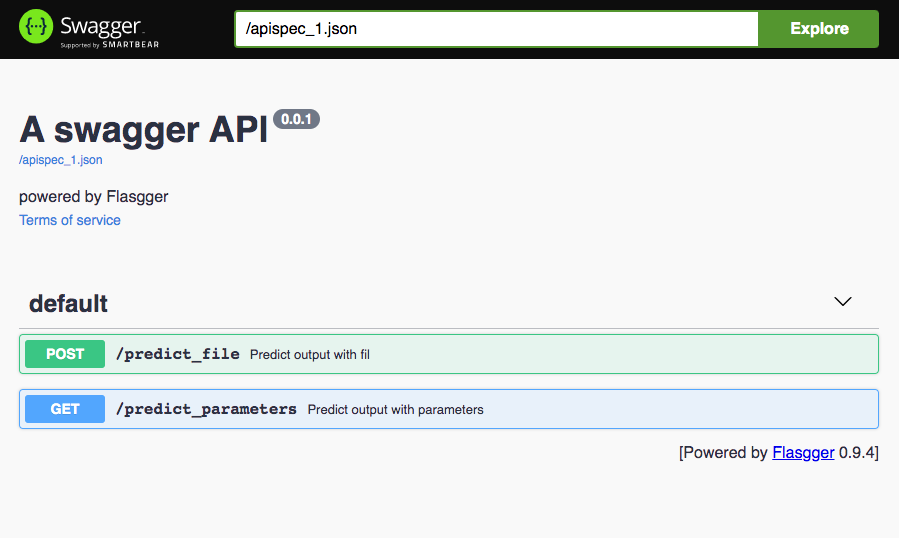 {···} Swagger
Supported by SMARTBEAR
/apispec_1.json
Explore
A swagger API 0.0.1
/apispec_1.json
powered by Flasgger
Terms of service
default
POST /predict_file Predict output with fil
GET /predict_parameters Predict output with parameters
[Powered by Flasgger 0.9.4]